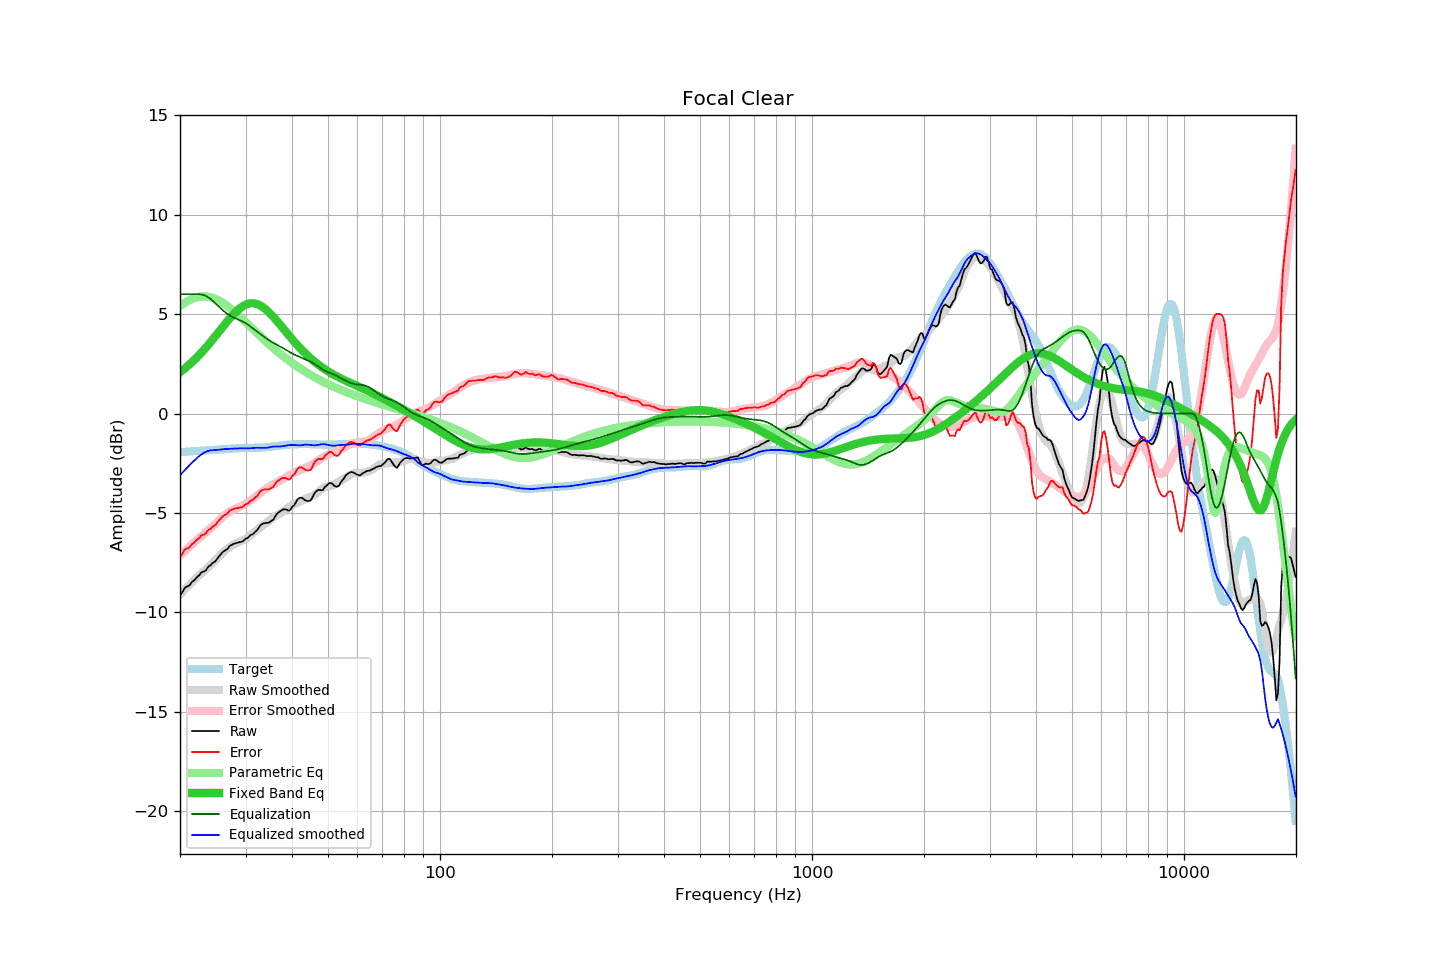 Focal Clear
15
10
5
0
−5
−10
−15
−20
Amplitude (dBr)
Target
Raw Smoothed
Error Smoothed
Raw
Error
Parametric Eq
Fixed Band Eq
Equalization
Equalized smoothed
100
1000
10000
Frequency (Hz)